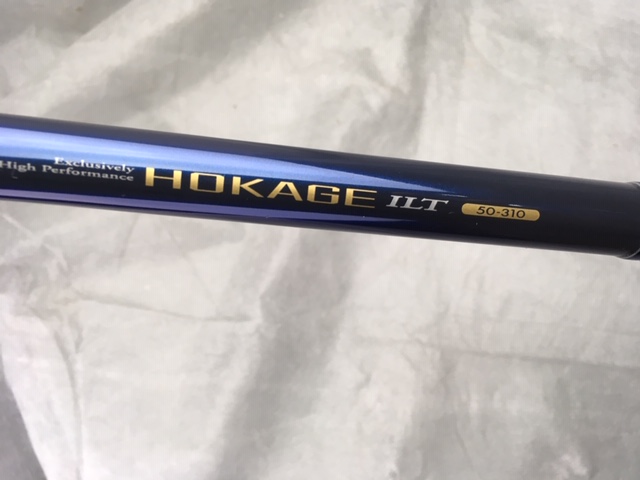 Exclusively
High Performance
HOKAGE ILT 50-310